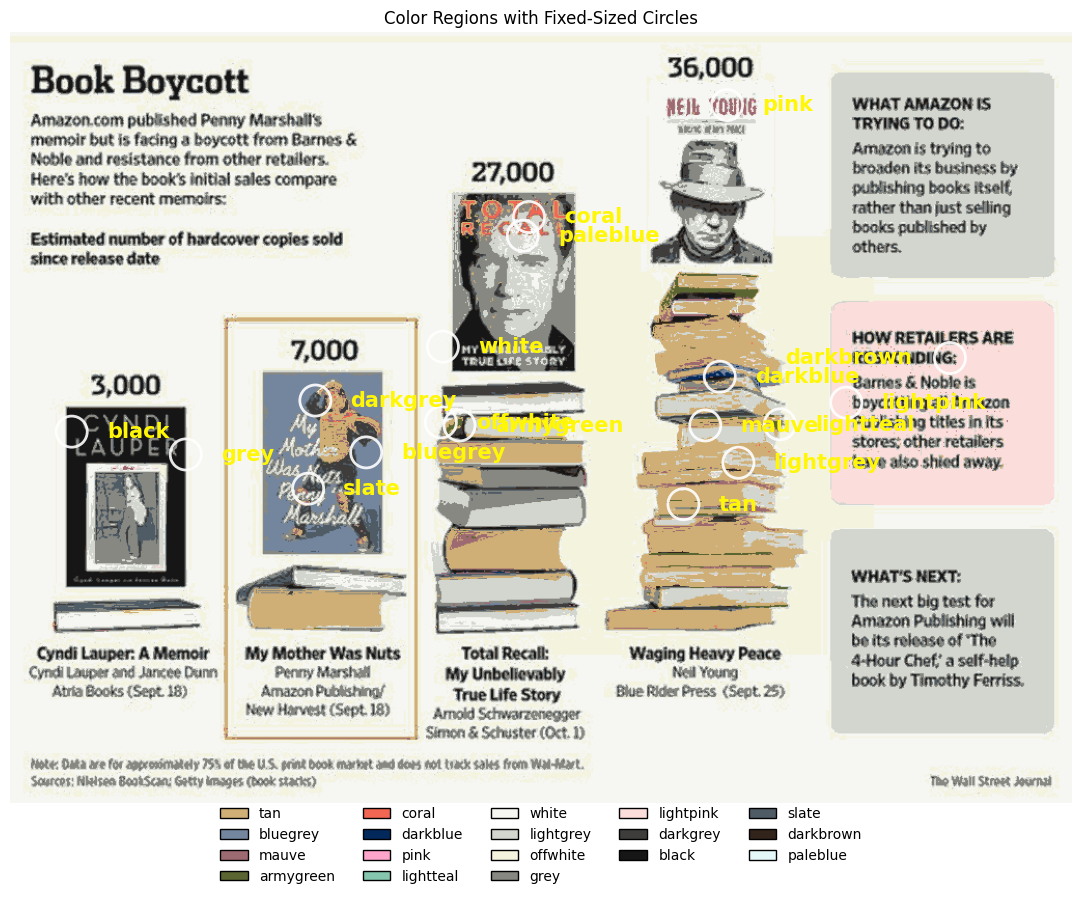 Color Regions with Fixed-Sized Circles
Book Boycott
Amazon.com published Penny Marshall's
memoir but is facing a boycott from Barnes &
Noble and resistance from other retailers.
Here's how the book's initial sales compare
with other recent memoirs:
Estimated number of hardcover copies sold
since release date
3,000
CYNDI
LAUPER
black
grey
Cyndi Lauper: A Memoir
Cyndi Lauper and Jancee Dunn
Atria Books (Sept. 18)
7,000
My
Mother
Was Nuts
Penny
Marshall
darkgrey
bluegrey
slate
My Mother Was Nuts
Penny Marshall
Amazon Publishing/
New Harvest (Sept. 18)
27,000
TOTAL
RECALL
MY UNBELIEVABLY
TRUE LIFE STORY
coral
paleblue
white
offwhite
armygreen
Total Recall:
My Unbelievably
True Life Story
Arnold Schwarzenegger
Simon & Schuster (Oct. 1)
36,000
NEIL YOUNG
WAGING HEAVY PEACE
pink
darkbrown
darkblue
mauve
lightteal
lightpink
lightgrey
tan
Waging Heavy Peace
Neil Young
Blue Rider Press (Sept. 25)
WHAT AMAZON IS
TRYING TO DO:
Amazon is trying to
broaden its business by
publishing books itself,
rather than just selling
books published by
others.
HOW RETAILERS ARE
RESPONDING:
Barnes & Noble is
boycotting all Amazon
Publishing titles in its
stores; other retailers
have also shied away.
WHAT'S NEXT:
The next big test for
Amazon Publishing will
be its release of 'The
4-Hour Chef,' a self-help
book by Timothy Ferriss.
Note: Data are for approximately 75% of the U.S. print book market and does not track sales from Wal-Mart.
Sources: Nielsen BookScan; Getty Images (book stacks)
The Wall Street Journal
tan coral white lightpink slate
bluegrey darkblue lightgrey darkgrey darkbrown
mauve pink offwhite black paleblue
armygreen lightteal grey